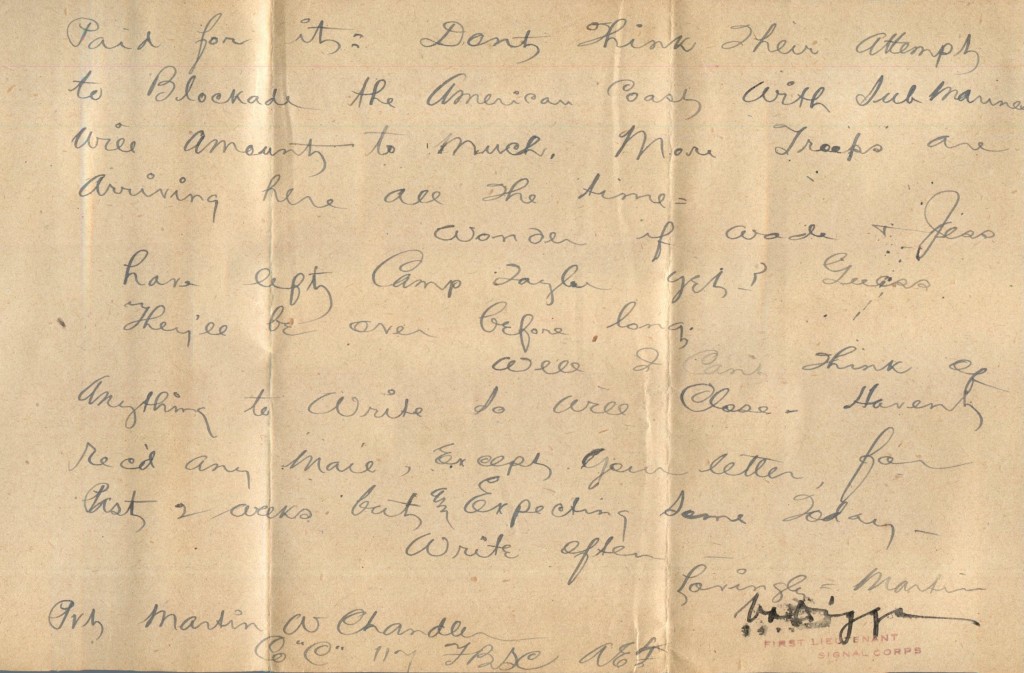 Paid for it= Dont Think Their Attempt
to Blockade the American Coast With Sub Marines
Will Amount to Much. More Troops are
Arriving here all The time=
Wonder if Wade & Jess
have left Camp Taylor yet? Guess
They'll be over before long.
Well I Can't Think of
Anything to Write So Will Close- Havent
Rec'd Any Mail, Except Your letter, for
Past 2 weeks but am Expecting Some Today-
Write often-
Lovingly = Martin
Pvt Martin W Chandler
Co "C" 117 F.B.S.C A E F
FIRST LIEUTENANT
SIGNAL CORPS